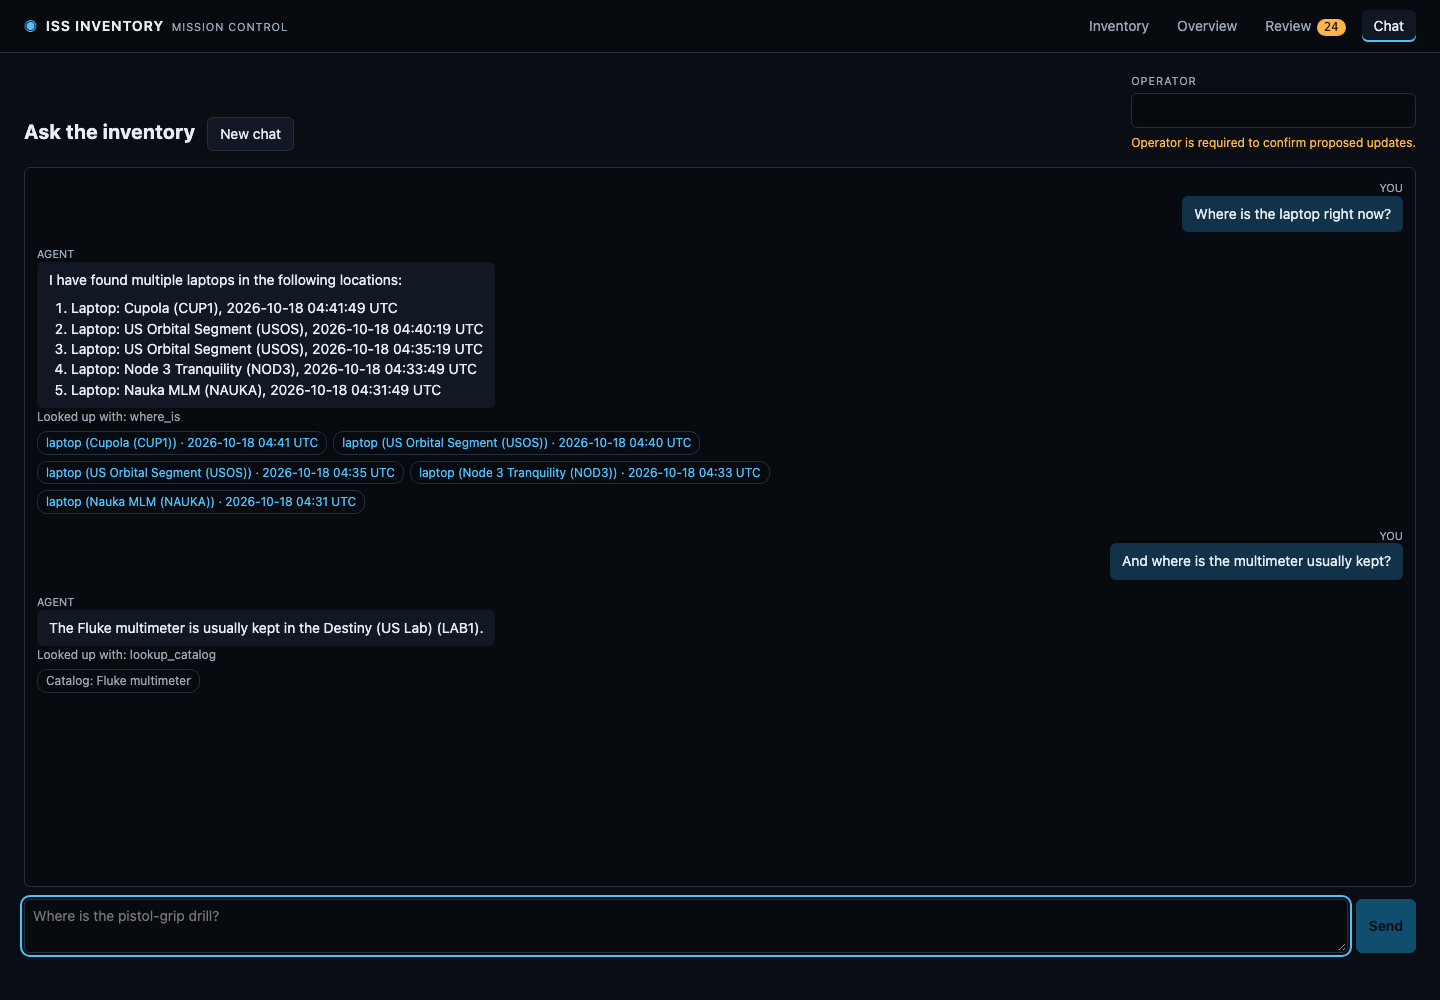 ISS INVENTORY MISSION CONTROL
Inventory Overview Review 24 Chat
OPERATOR
Ask the inventory New chat
Operator is required to confirm proposed updates.
YOU
Where is the laptop right now?
AGENT
I have found multiple laptops in the following locations:
1. Laptop: Cupola (CUP1), 2026-10-18 04:41:49 UTC
2. Laptop: US Orbital Segment (USOS), 2026-10-18 04:40:19 UTC
3. Laptop: US Orbital Segment (USOS), 2026-10-18 04:35:19 UTC
4. Laptop: Node 3 Tranquility (NOD3), 2026-10-18 04:33:49 UTC
5. Laptop: Nauka MLM (NAUKA), 2026-10-18 04:31:49 UTC
Looked up with: where_is
laptop (Cupola (CUP1)) · 2026-10-18 04:41 UTC laptop (US Orbital Segment (USOS)) · 2026-10-18 04:40 UTC
laptop (US Orbital Segment (USOS)) · 2026-10-18 04:35 UTC laptop (Node 3 Tranquility (NOD3)) · 2026-10-18 04:33 UTC
laptop (Nauka MLM (NAUKA)) · 2026-10-18 04:31 UTC
YOU
And where is the multimeter usually kept?
AGENT
The Fluke multimeter is usually kept in the Destiny (US Lab) (LAB1).
Looked up with: lookup_catalog
Catalog: Fluke multimeter
Where is the pistol-grip drill?
Send